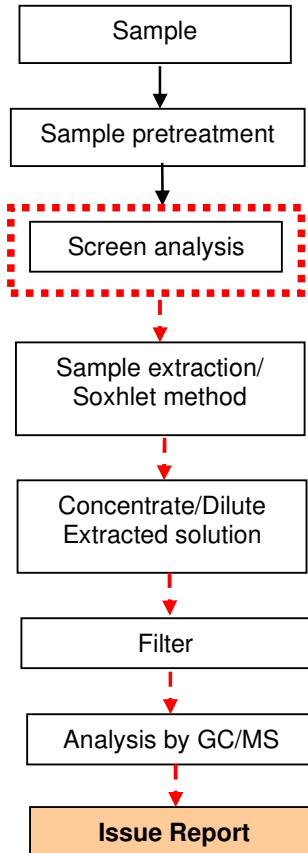 Sample
Sample pretreatment
Screen analysis
Sample extraction/
Soxhlet method
Concentrate/Dilute
Extracted solution
Filter
Analysis by GC/MS
Issue Report